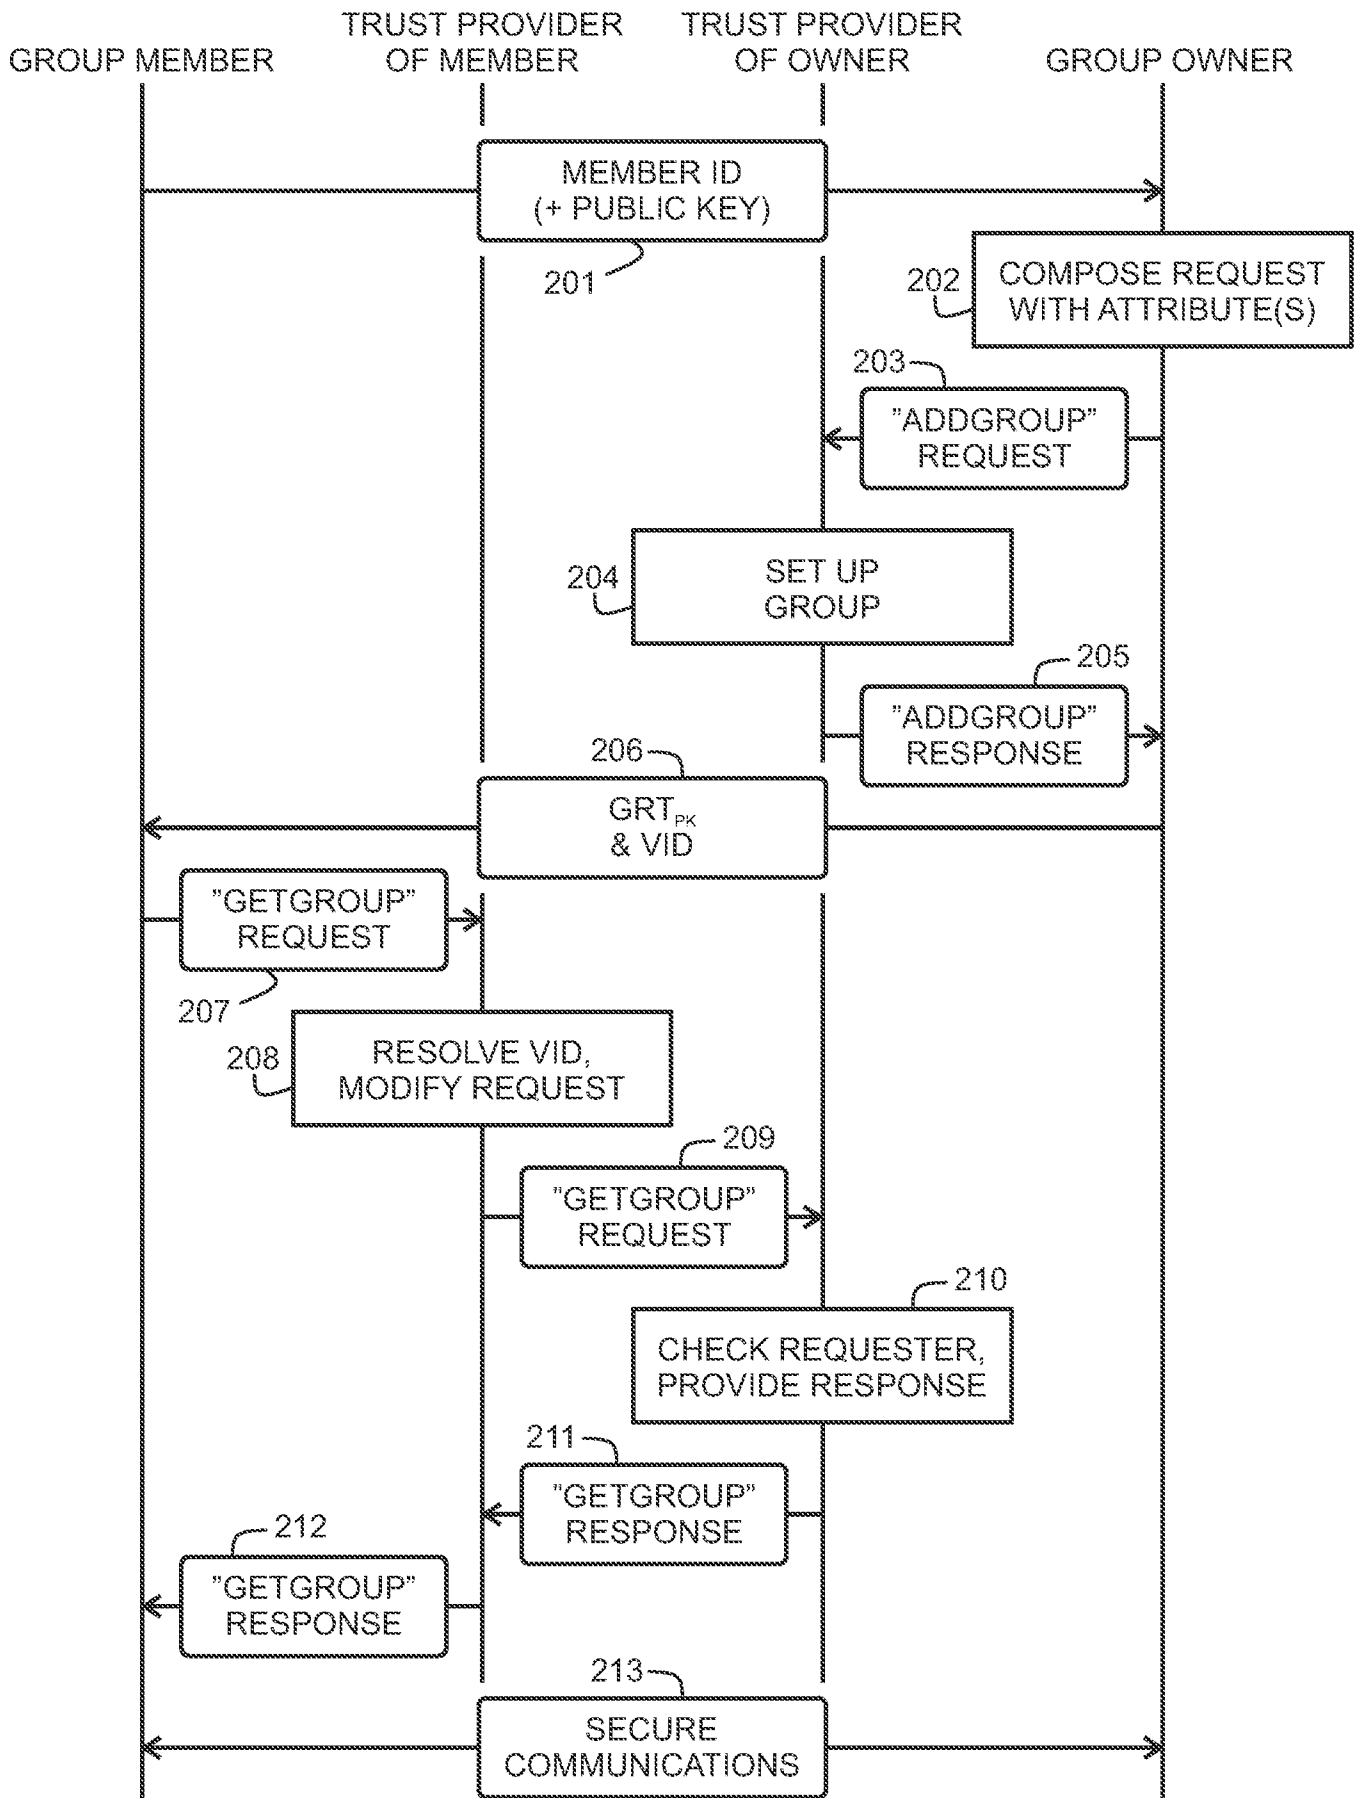 TRUST PROVIDER
TRUST PROVIDER
GROUP MEMBER
OF MEMBER
OF OWNER
GROUP OWNER
MEMBER ID
(+ PUBLIC KEY)
201
202
COMPOSE REQUEST
WITH ATTRIBUTE(S)
203
”ADDGROUP”
REQUEST
204
SET UP
GROUP
205
”ADDGROUP”
RESPONSE
206
GRTPK
& VID
”GETGROUP”
REQUEST
207
208
RESOLVE VID,
MODIFY REQUEST
209
”GETGROUP”
REQUEST
210
CHECK REQUESTER,
PROVIDE RESPONSE
211
”GETGROUP”
RESPONSE
212
”GETGROUP”
RESPONSE
213
SECURE
COMMUNICATIONS